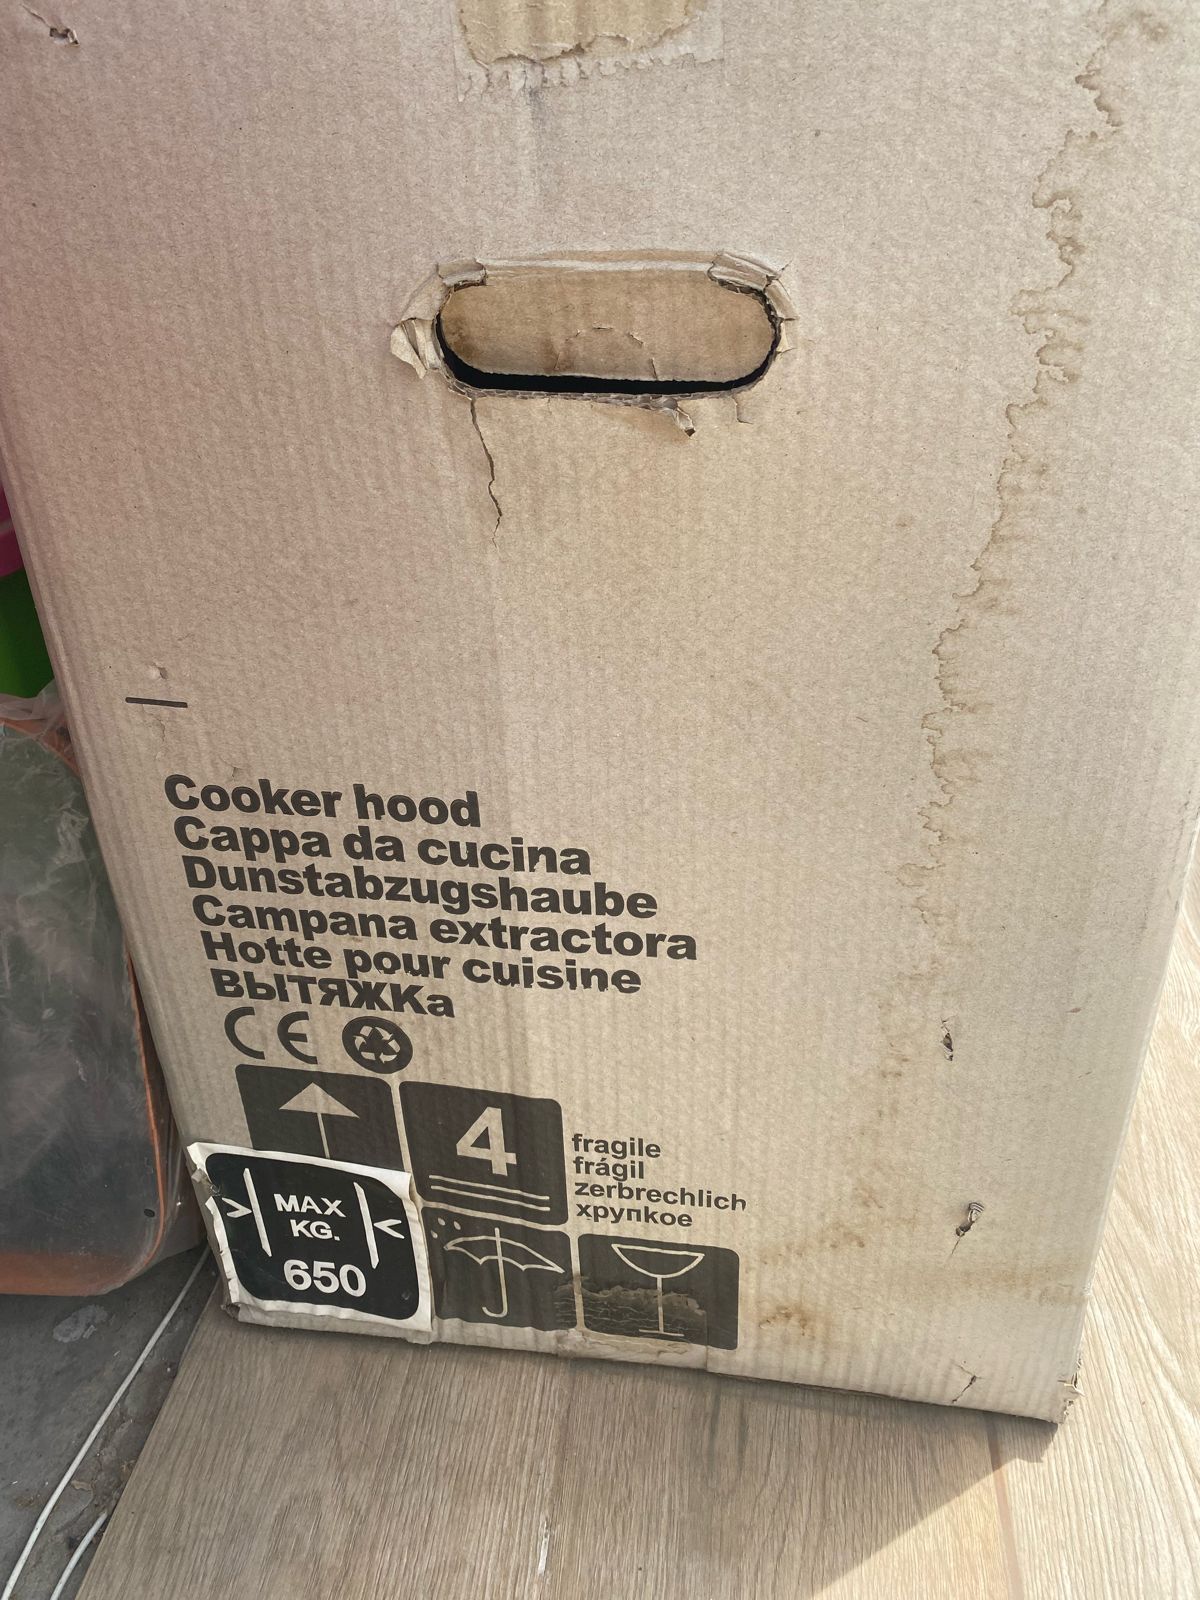 Cooker hood
Cappa da cucina
Dunstabzugshaube
Campana extractora
Hotte pour cuisine
ВЫТЯЖКа
CE
4
fragile
frágil
zerbrechlich
хрупкое
MAX
KG.
650